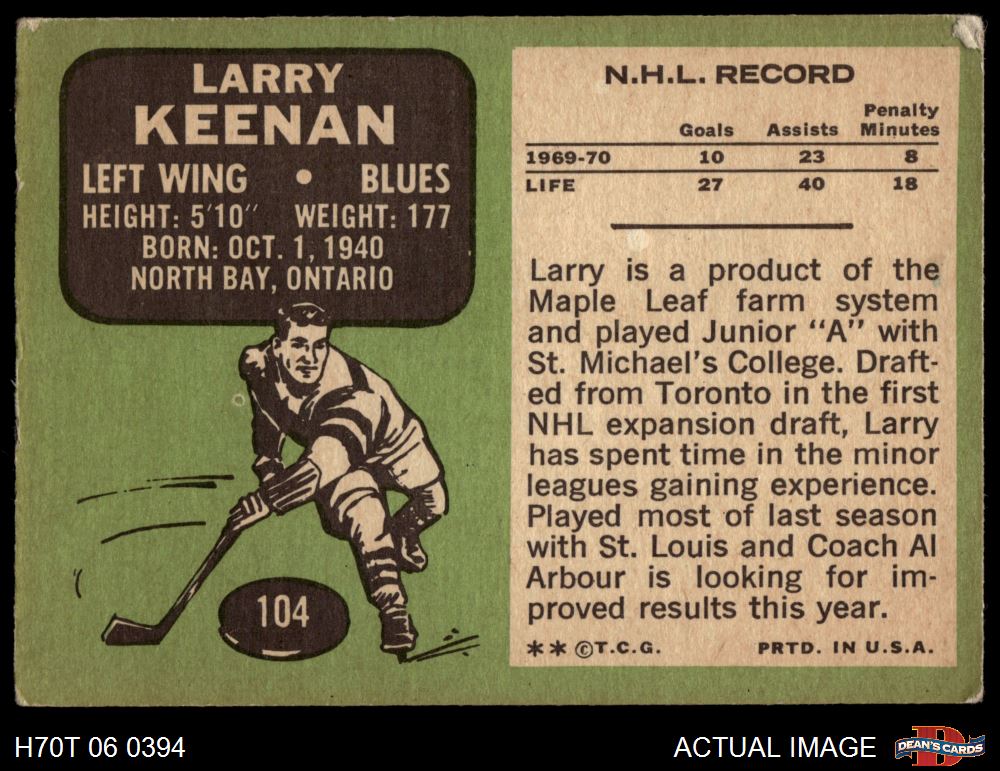 LARRY
KEENAN
LEFT WING • BLUES
HEIGHT: 5'10" WEIGHT: 177
BORN: OCT. 1, 1940
NORTH BAY, ONTARIO
104
N.H.L. RECORD
Goals Assists Penalty Minutes
1969-70 10 23 8
LIFE 27 40 18
Larry is a product of the
Maple Leaf farm system
and played Junior "A" with
St. Michael's College. Draft-
ed from Toronto in the first
NHL expansion draft, Larry
has spent time in the minor
leagues gaining experience.
Played most of last season
with St. Louis and Coach Al
Arbour is looking for im-
proved results this year.
** ©T.C.G. PRTD. IN U.S.A.
H70T 06 0394 ACTUAL IMAGE
D
DEAN'S CARDS